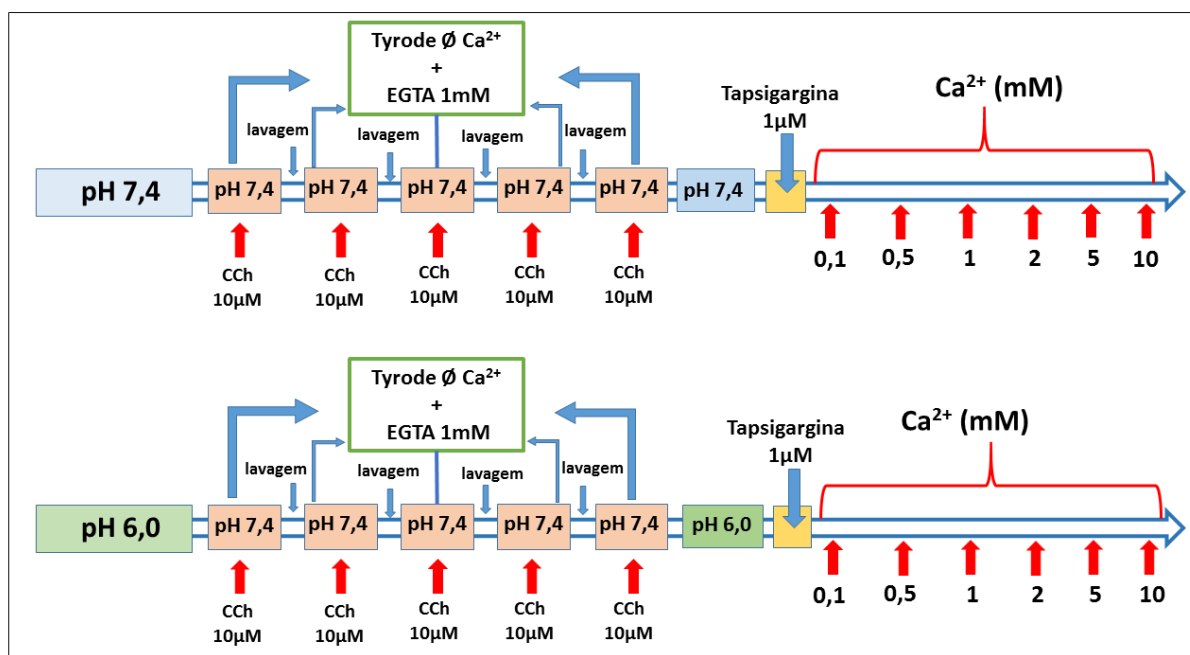 Tyrode Ø Ca²⁺
+
EGTA 1mM
lavagem
lavagem
lavagem
lavagem
Tapsigargina
1µM
Ca²⁺ (mM)
pH 7,4
pH 7,4
pH 7,4
pH 7,4
pH 7,4
pH 7,4
pH 7,4
CCh
10µM
CCh
10µM
CCh
10µM
CCh
10µM
CCh
10µM
0,1
0,5
1
2
5
10
Tyrode Ø Ca²⁺
+
EGTA 1mM
lavagem
lavagem
lavagem
lavagem
Tapsigargina
1µM
Ca²⁺ (mM)
pH 6,0
pH 7,4
pH 7,4
pH 7,4
pH 7,4
pH 7,4
pH 6,0
CCh
10µM
CCh
10µM
CCh
10µM
CCh
10µM
CCh
10µM
0,1
0,5
1
2
5
10